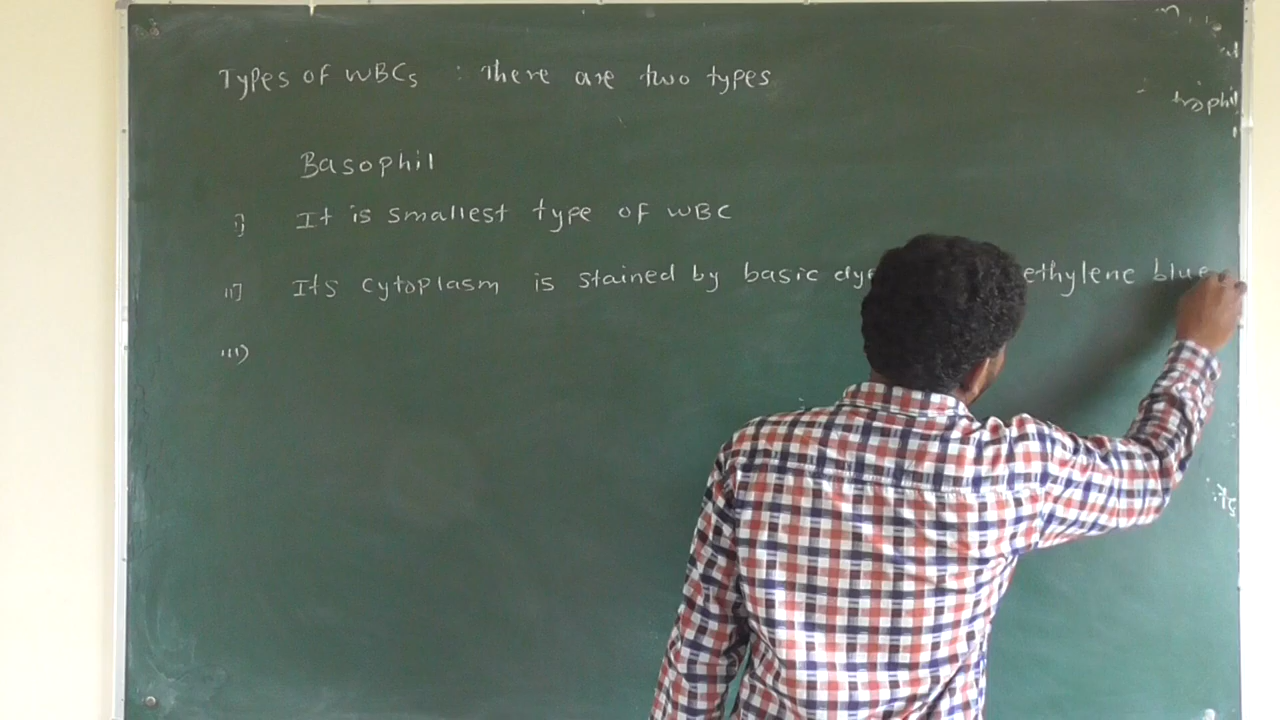 Types of WBCs : There are two types
trophil
Basophil
i] It is smallest type of WBC
ii] Its cytoplasm is stained by basic dye ethylene blue
iii)